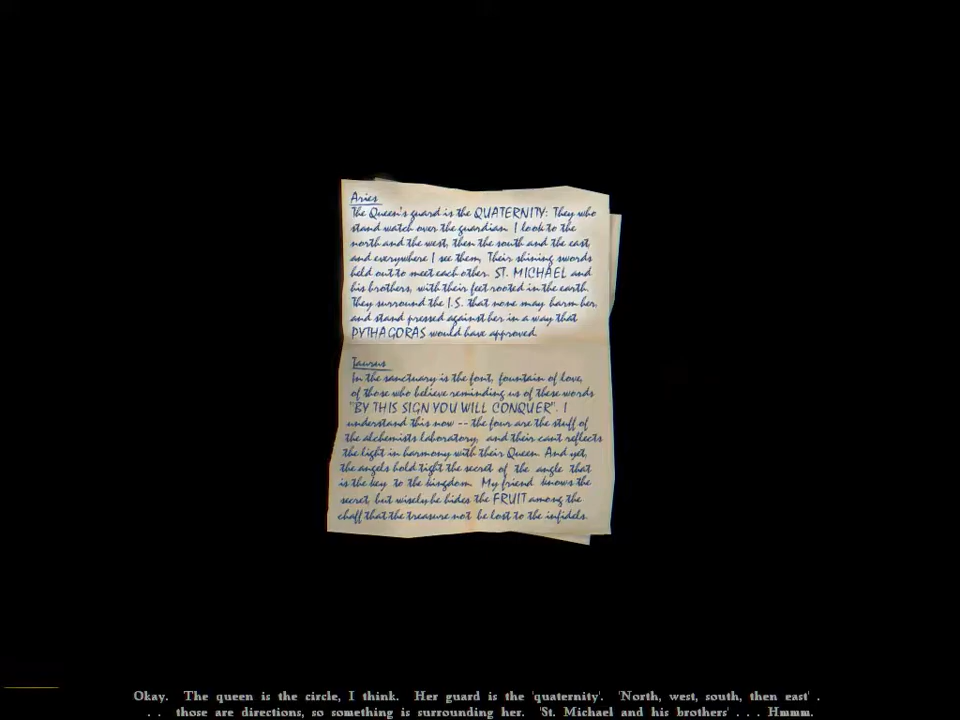 Aries
The Queen's guard is the QUATERNITY: They who
stand watch over the guardian. I look to the
north and the west, then the south and the east,
and everywhere I see them, Their shining swords
held out to meet each other. ST. MICHAEL and
his brothers, with their feet rooted in the earth.
They surround the I.S. that none may harm her,
and stand pressed against her in a way that
PYTHAGORAS would have approved.
Taurus
In the sanctuary is the font, fountain of love,
of those who believe reminding us of these words
"BY THIS SIGN YOU WILL CONQUER". I
understand this now -- the four are the stuff of
the alchemists laboratory, and their cant reflects
the light in harmony with their Queen. And yet,
the angels hold tight the secret of the angle that
is the key to the kingdom. My friend knows the
secret, but wisely he hides the FRUIT among the
chaff that the treasure not be lost to the infidels.
Okay. The queen is the circle, I think. Her guard is the 'quaternity'. 'North, west, south, then east' .
. . those are directions, so something is surrounding her. 'St. Michael and his brothers' . . . Hmmm.